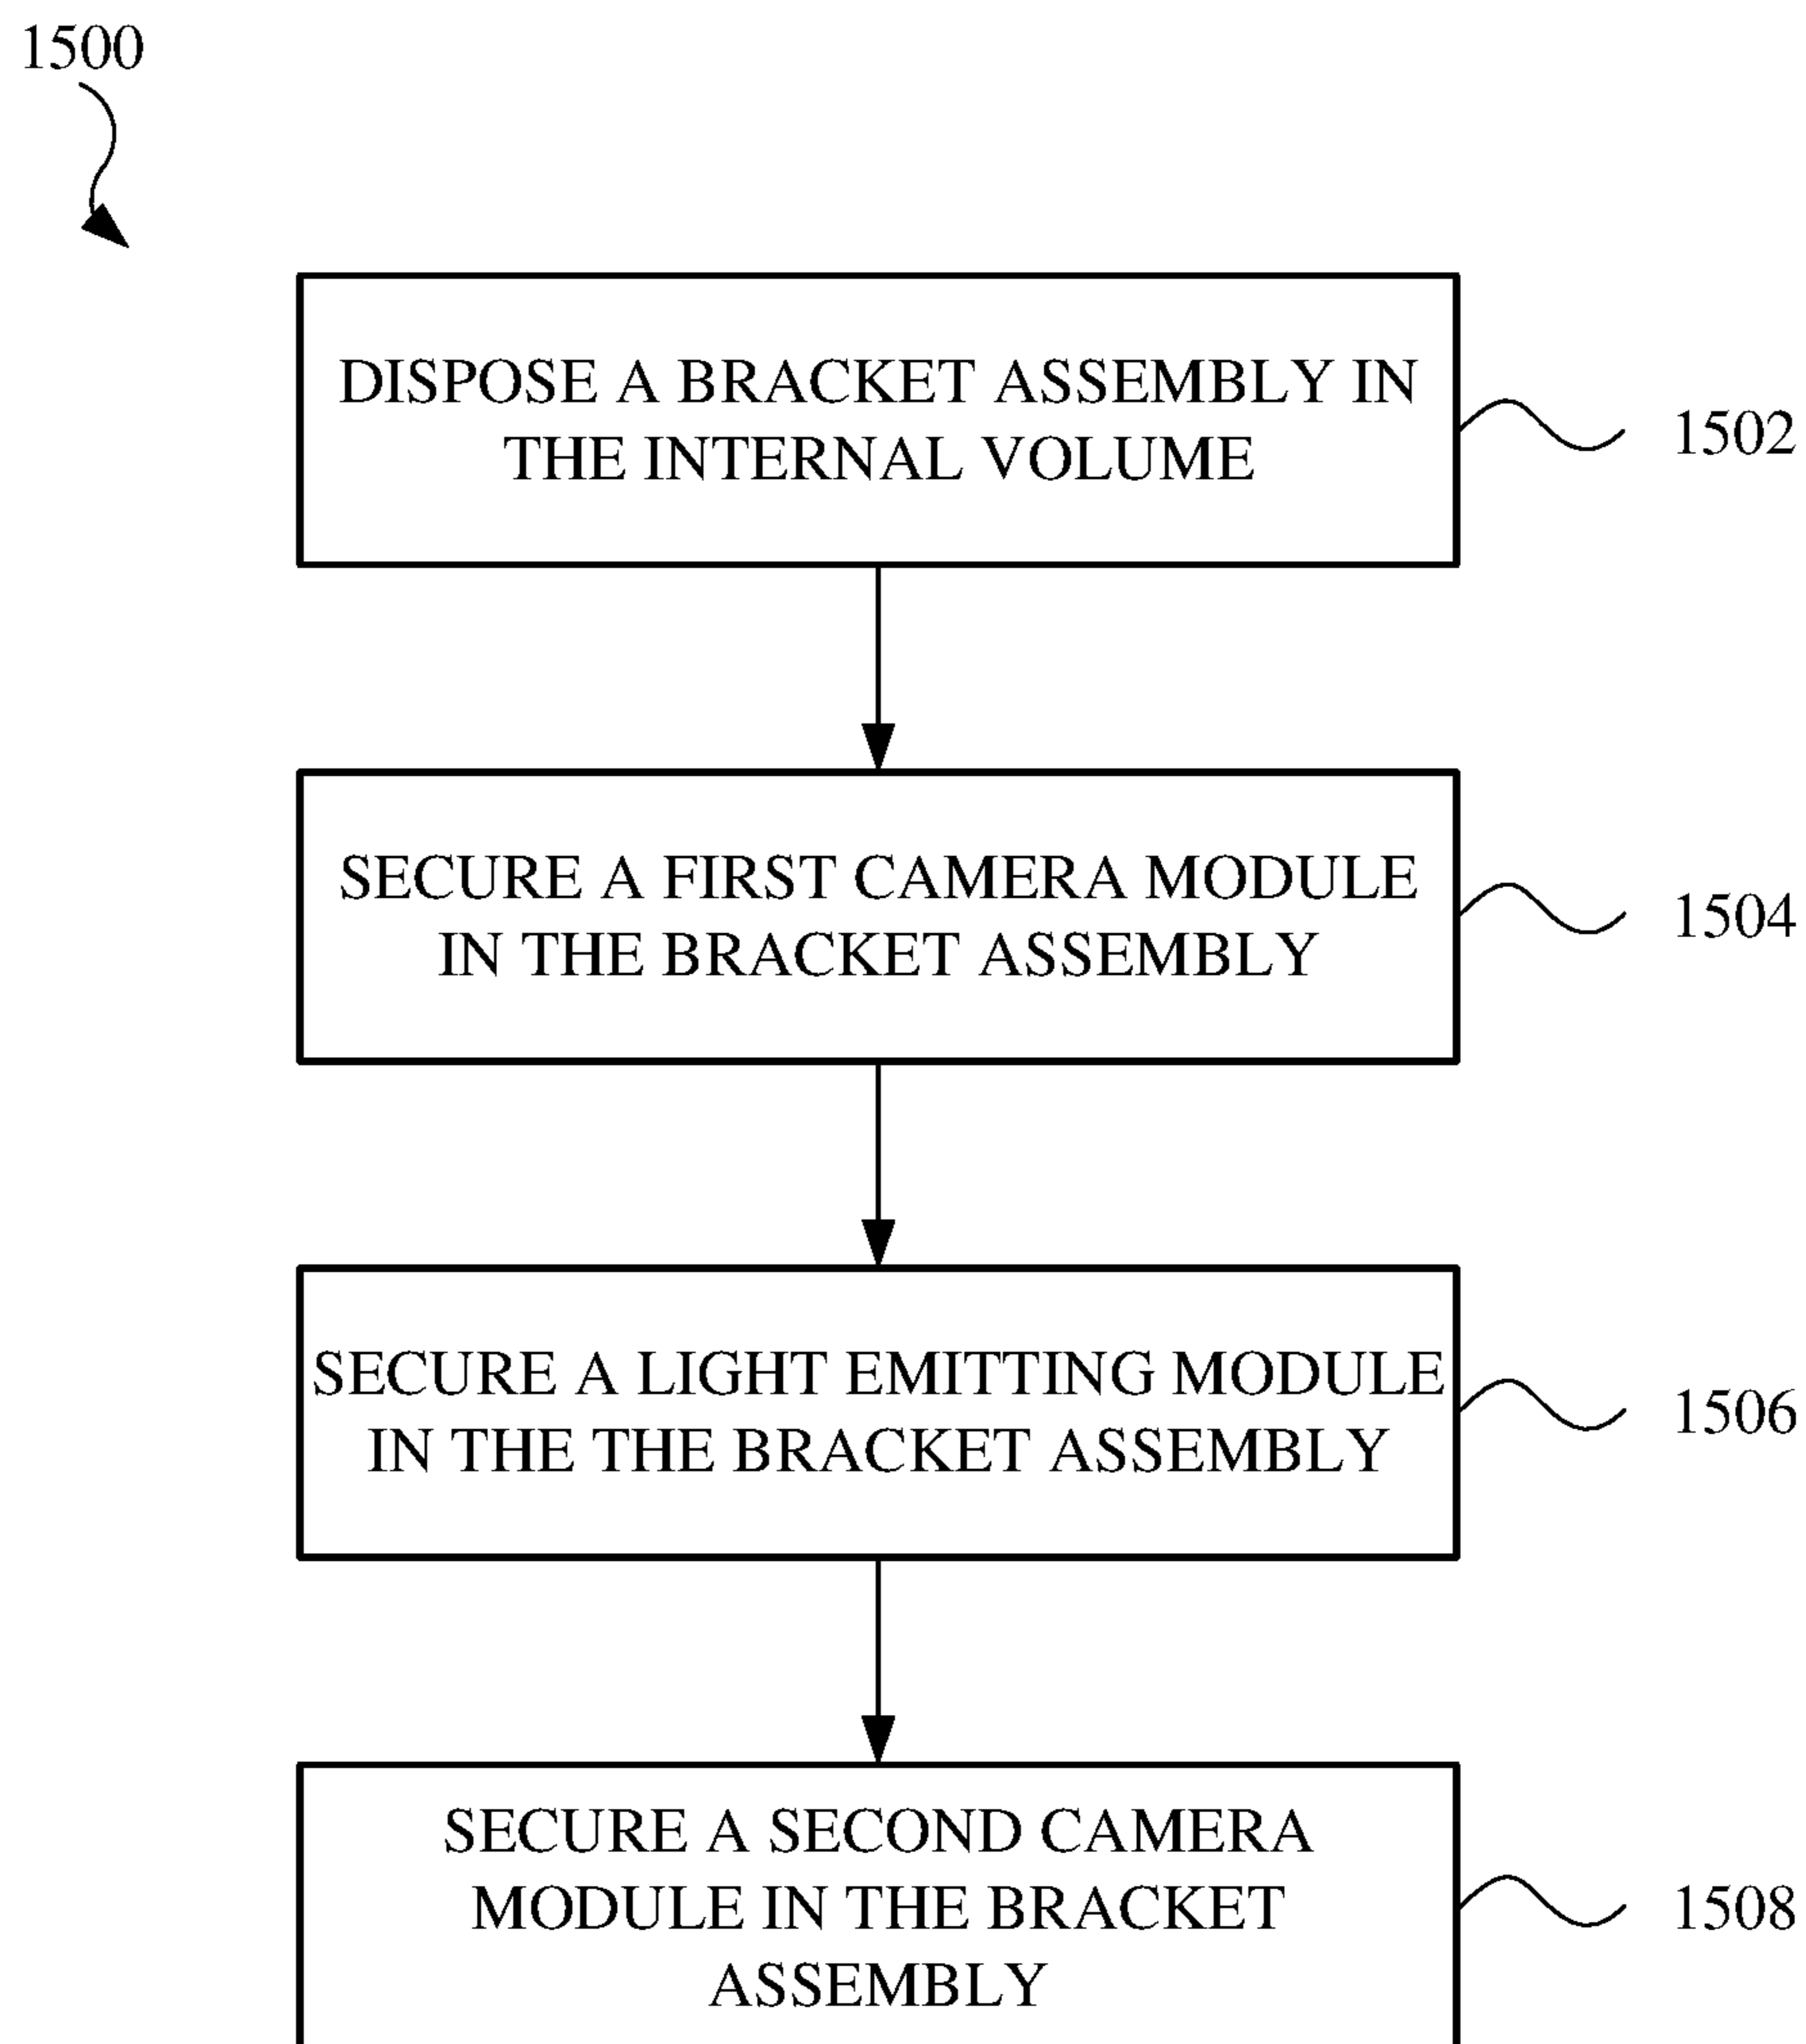 1500
DISPOSE A BRACKET ASSEMBLY IN
THE INTERNAL VOLUME
1502
SECURE A FIRST CAMERA MODULE
IN THE BRACKET ASSEMBLY
1504
SECURE A LIGHT EMITTING MODULE
IN THE THE BRACKET ASSEMBLY
1506
SECURE A SECOND CAMERA
MODULE IN THE BRACKET
ASSEMBLY
1508